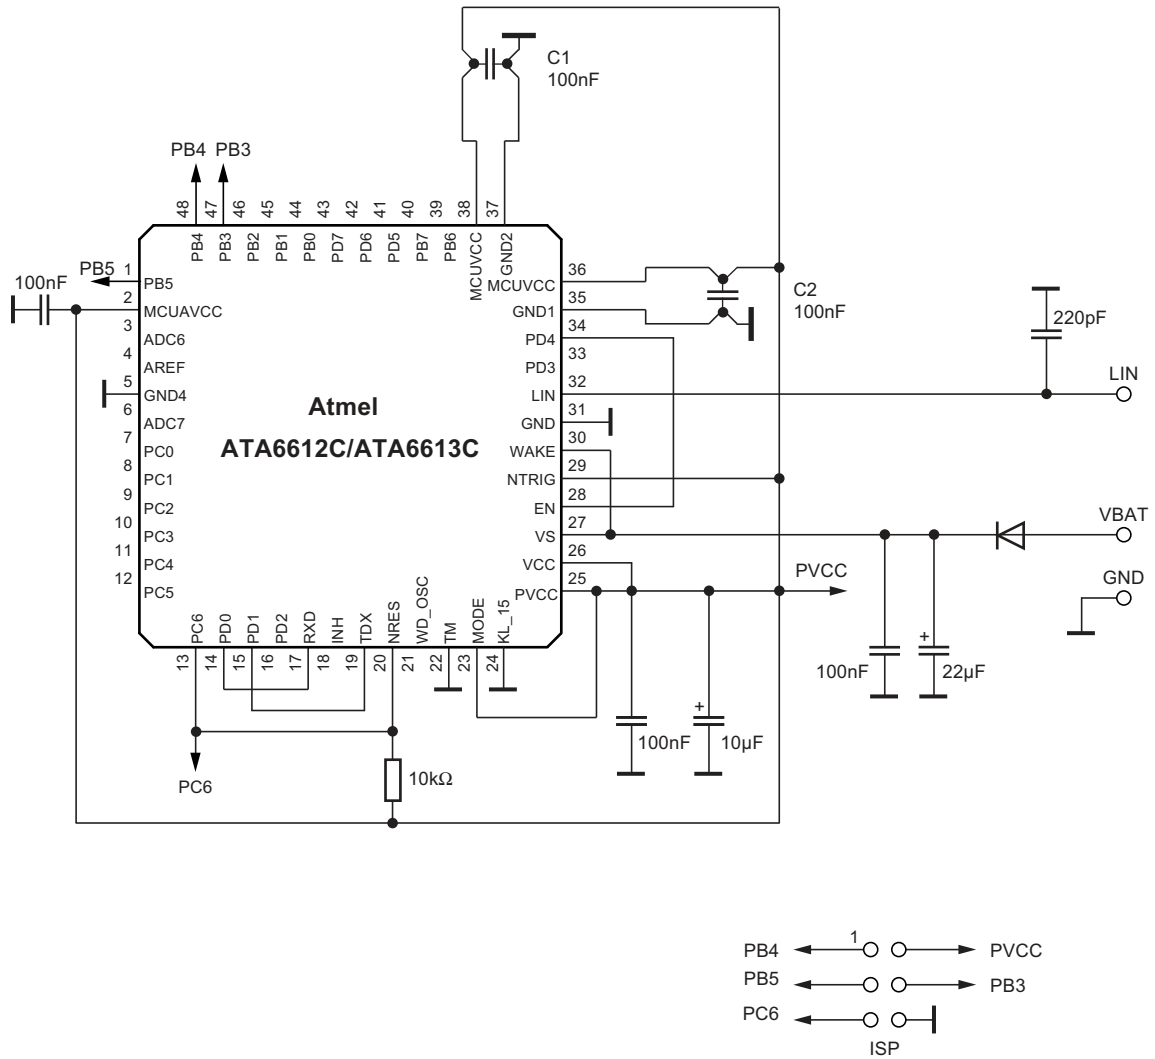 C1
100nF
PB4 PB3
48 47 46 45 44 43 42 41 40 39 38 37
PB4 PB3 PB2 PB1 PB0 PD7 PD6 PD5 PB7 PB6 MCUVCC GND2
100nF
PB5
1 PB5
2 MCUAVCC
3 ADC6
4 AREF
5 GND4
6 ADC7
7 PC0
8 PC1
9 PC2
10 PC3
11 PC4
12 PC5
Atmel
ATA6612C/ATA6613C
MCUVCC 36
GND1 35
PD4 34
PD3 33
LIN 32
GND 31
WAKE 30
NTRIG 29
EN 28
VS 27
VCC 26
PVCC 25
C2
100nF
220pF
LIN
VBAT
GND
PVCC
PC6 PD0 PD1 PD2 RXD INH TDX NRES WD_OSC TM MODE KL_15
13 14 15 16 17 18 19 20 21 22 23 24
100nF
+
22µF
100nF
+
10µF
10kΩ
PC6
PB4 1 PVCC
PB5 PB3
PC6
ISP